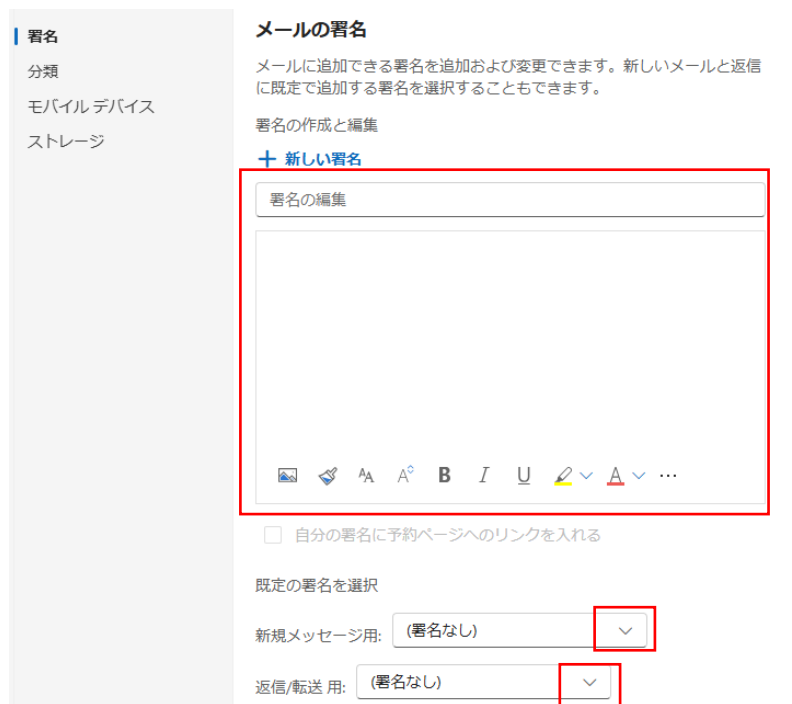 署名
分類
モバイル デバイス
ストレージ
メールの署名
メールに追加できる署名を追加および変更できます。新しいメールと返信
に既定で追加する署名を選択することもできます。
署名の作成と編集
+ 新しい署名
署名の編集
AA A B I U A …
自分の署名に予約ページへのリンクを入れる
既定の署名を選択
新規メッセージ用: (署名なし)
返信/転送 用: (署名なし)